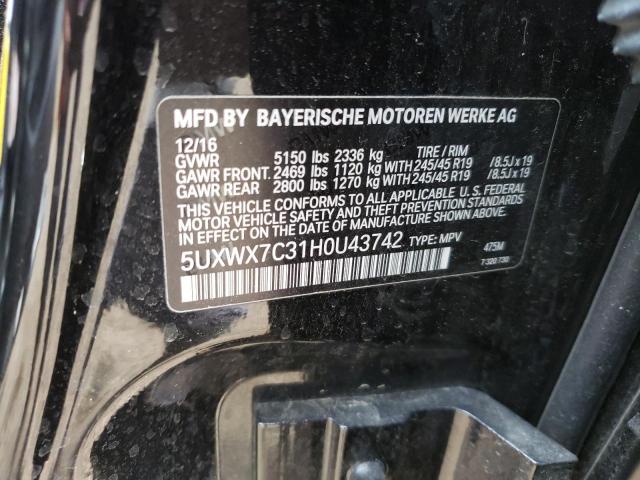 MFD BY BAYERISCHE MOTOREN WERKE AG
12/16
GVWR 5150 lbs 2336 kg TIRE / RIM
GAWR FRONT. 2469 lbs 1120 kg WITH 245/45 R19 /8.5J x 19
GAWR REAR 2800 lbs 1270 kg WITH 245/45 R19 /8.5J x 19
THIS VEHICLE CONFORMS TO ALL APPLICABLE U. S. FEDERAL
MOTOR VEHICLE SAFETY AND THEFT PREVENTION STANDARDS
IN EFFECT ON THE DATE OF MANUFACTURE SHOWN ABOVE.
5UXWX7C31H0U43742 TYPE: MPV 475M
7 320 730